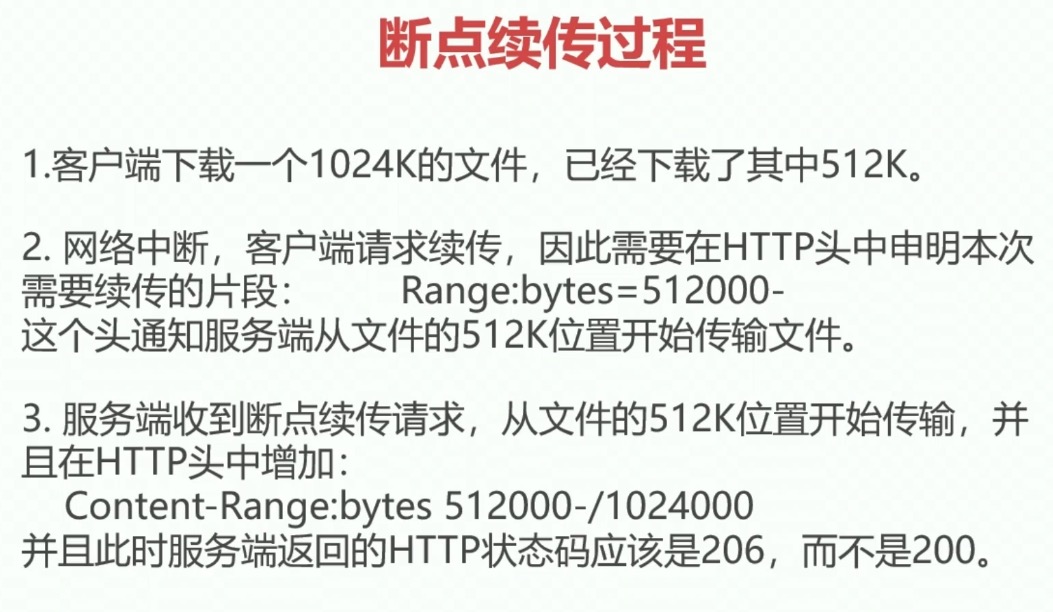 断点续传过程
1.客户端下载一个1024K的文件，已经下载了其中512K。
2. 网络中断，客户端请求续传，因此需要在HTTP头中申明本次
需要续传的片段： Range:bytes=512000-
这个头通知服务端从文件的512K位置开始传输文件。
3. 服务端收到断点续传请求，从文件的512K位置开始传输，并
且在HTTP头中增加：
Content-Range:bytes 512000-/1024000
并且此时服务端返回的HTTP状态码应该是206，而不是200。